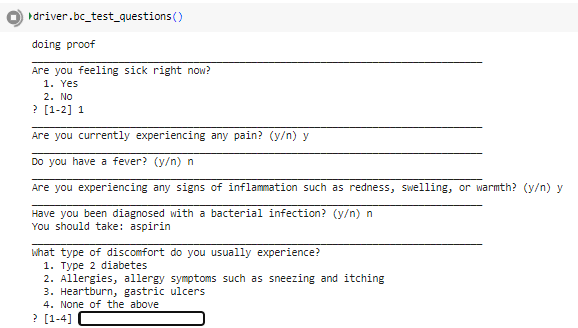 driver.bc_test_questions()
doing proof
Are you feeling sick right now?
1. Yes
2. No
? [1-2] 1
Are you currently experiencing any pain? (y/n) y
Do you have a fever? (y/n) n
Are you experiencing any signs of inflammation such as redness, swelling, or warmth? (y/n) y
Have you been diagnosed with a bacterial infection? (y/n) n
You should take: aspirin
What type of discomfort do you usually experience?
1. Type 2 diabetes
2. Allergies, allergy symptoms such as sneezing and itching
3. Heartburn, gastric ulcers
4. None of the above
? [1-4]